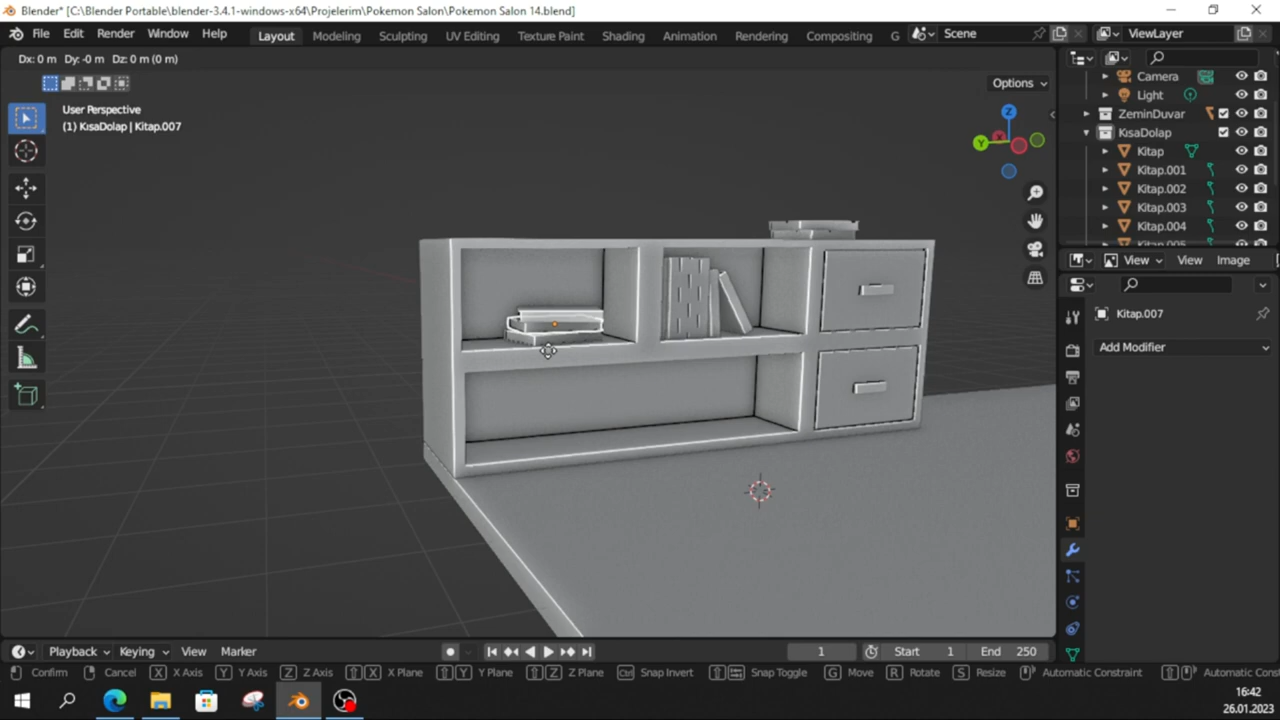 Blender* [C:\Blender Portable\blender-3.4.1-windows-x64\Projelerim\Pokemon Salon\Pokemon Salon 14.blend]
File Edit Render Window Help Layout Modeling Sculpting UV Editing Texture Paint Shading Animation Rendering Compositing G Scene ViewLayer
Dx: 0 m Dy: -0 m Dz: 0 m (0 m)
Options
User Perspective
(1) KısaDolap | Kitap.007
Z
Y
X
Camera
Light
ZeminDuvar
KısaDolap
Kitap
Kitap.001
Kitap.002
Kitap.003
Kitap.004
Kitap.005
View View Image
Kitap.007
Add Modifier
Playback Keying View Marker 1 Start 1 End 250
Confirm Cancel X X Axis Y Y Axis Z Z Axis X X Plane Y Y Plane Z Z Plane Ctrl Snap Invert Snap Toggle G Move R Rotate S Resize Automatic Constraint Automatic Cons
16:42
26.01.2023